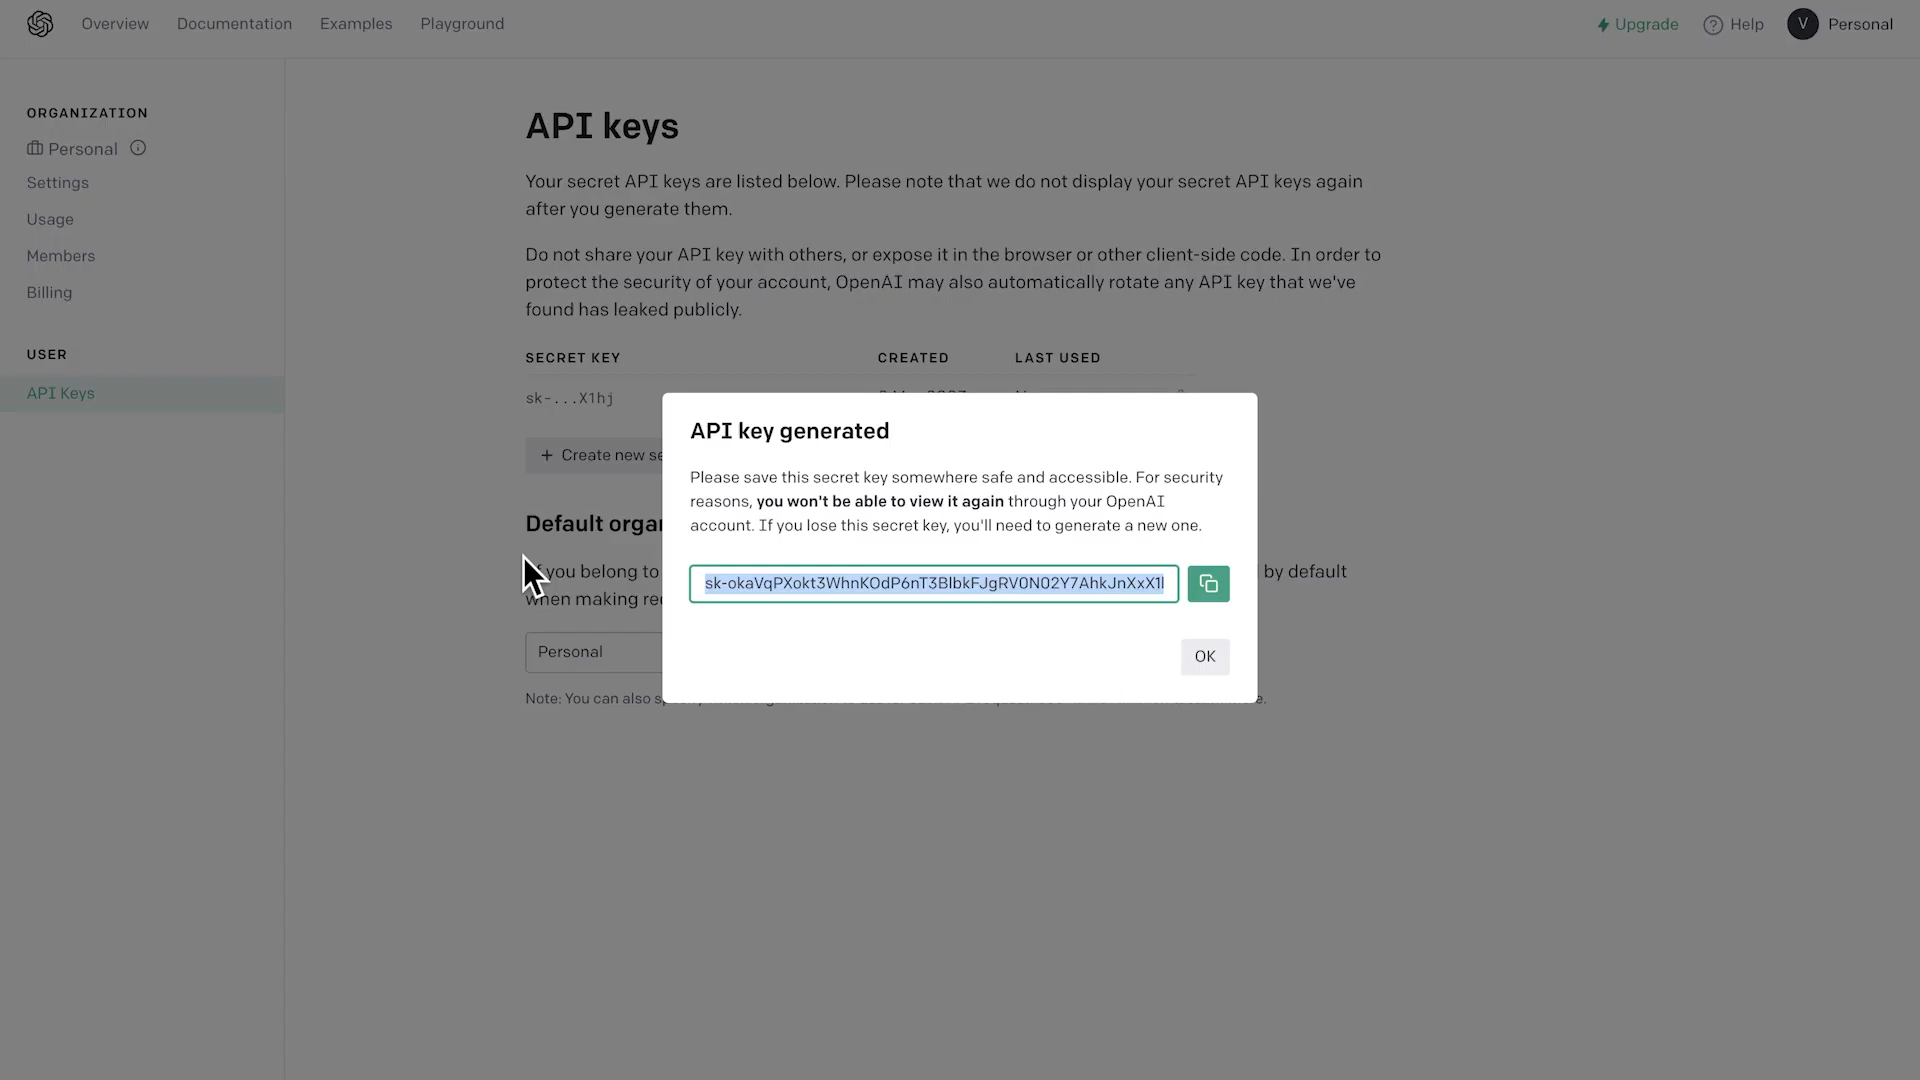 Overview Documentation Examples Playground Upgrade Help V Personal
ORGANIZATION
Personal
Settings
Usage
Members
Billing
USER
API Keys
API keys
Your secret API keys are listed below. Please note that we do not display your secret API keys again
after you generate them.
Do not share your API key with others, or expose it in the browser or other client-side code. In order to
protect the security of your account, OpenAI may also automatically rotate any API key that we've
found has leaked publicly.
SECRET KEY CREATED LAST USED
sk-...X1hj
+ Create new se
Default orga
If you belong to by default
when making re
Personal
Note: You can also s e.
API key generated
Please save this secret key somewhere safe and accessible. For security
reasons, you won't be able to view it again through your OpenAI
account. If you lose this secret key, you'll need to generate a new one.
sk-okaVqPXokt3WhnKOdP6nT3BlbkFJgRV0N02Y7AhkJnXxX1
OK